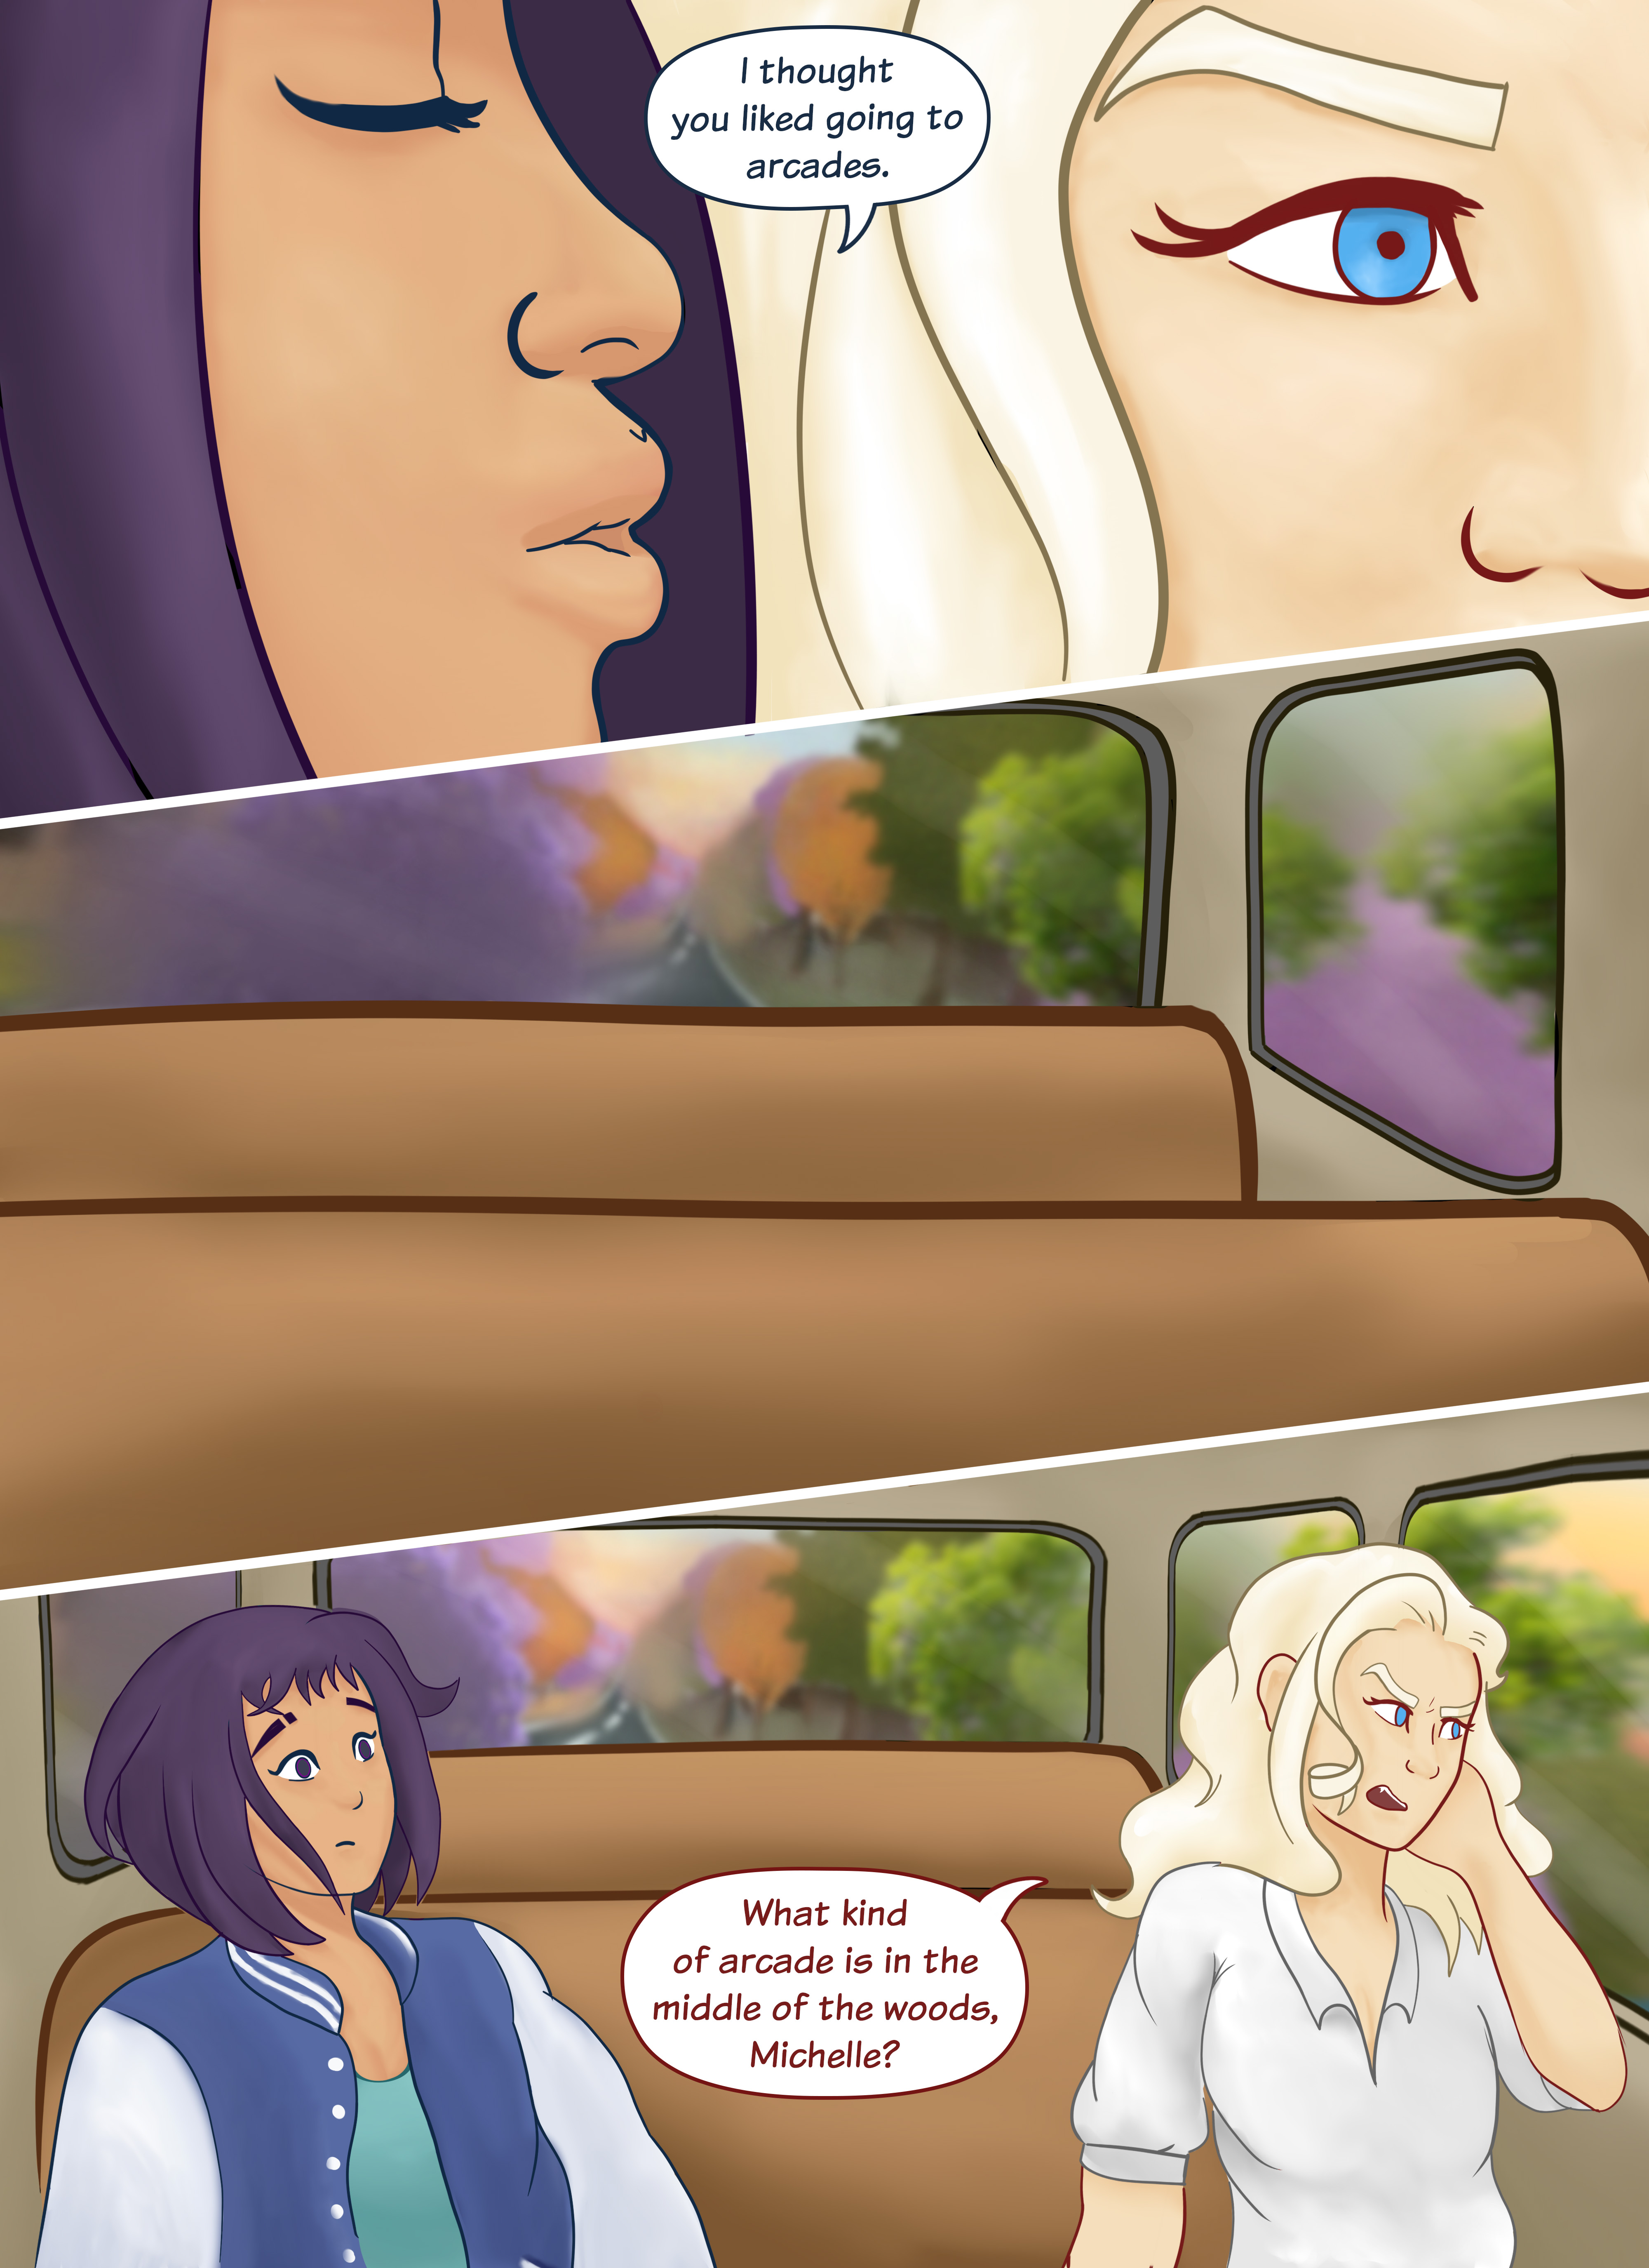 I thought
you liked going to
arcades.
What kind
of arcade is in the
middle of the woods,
Michelle?